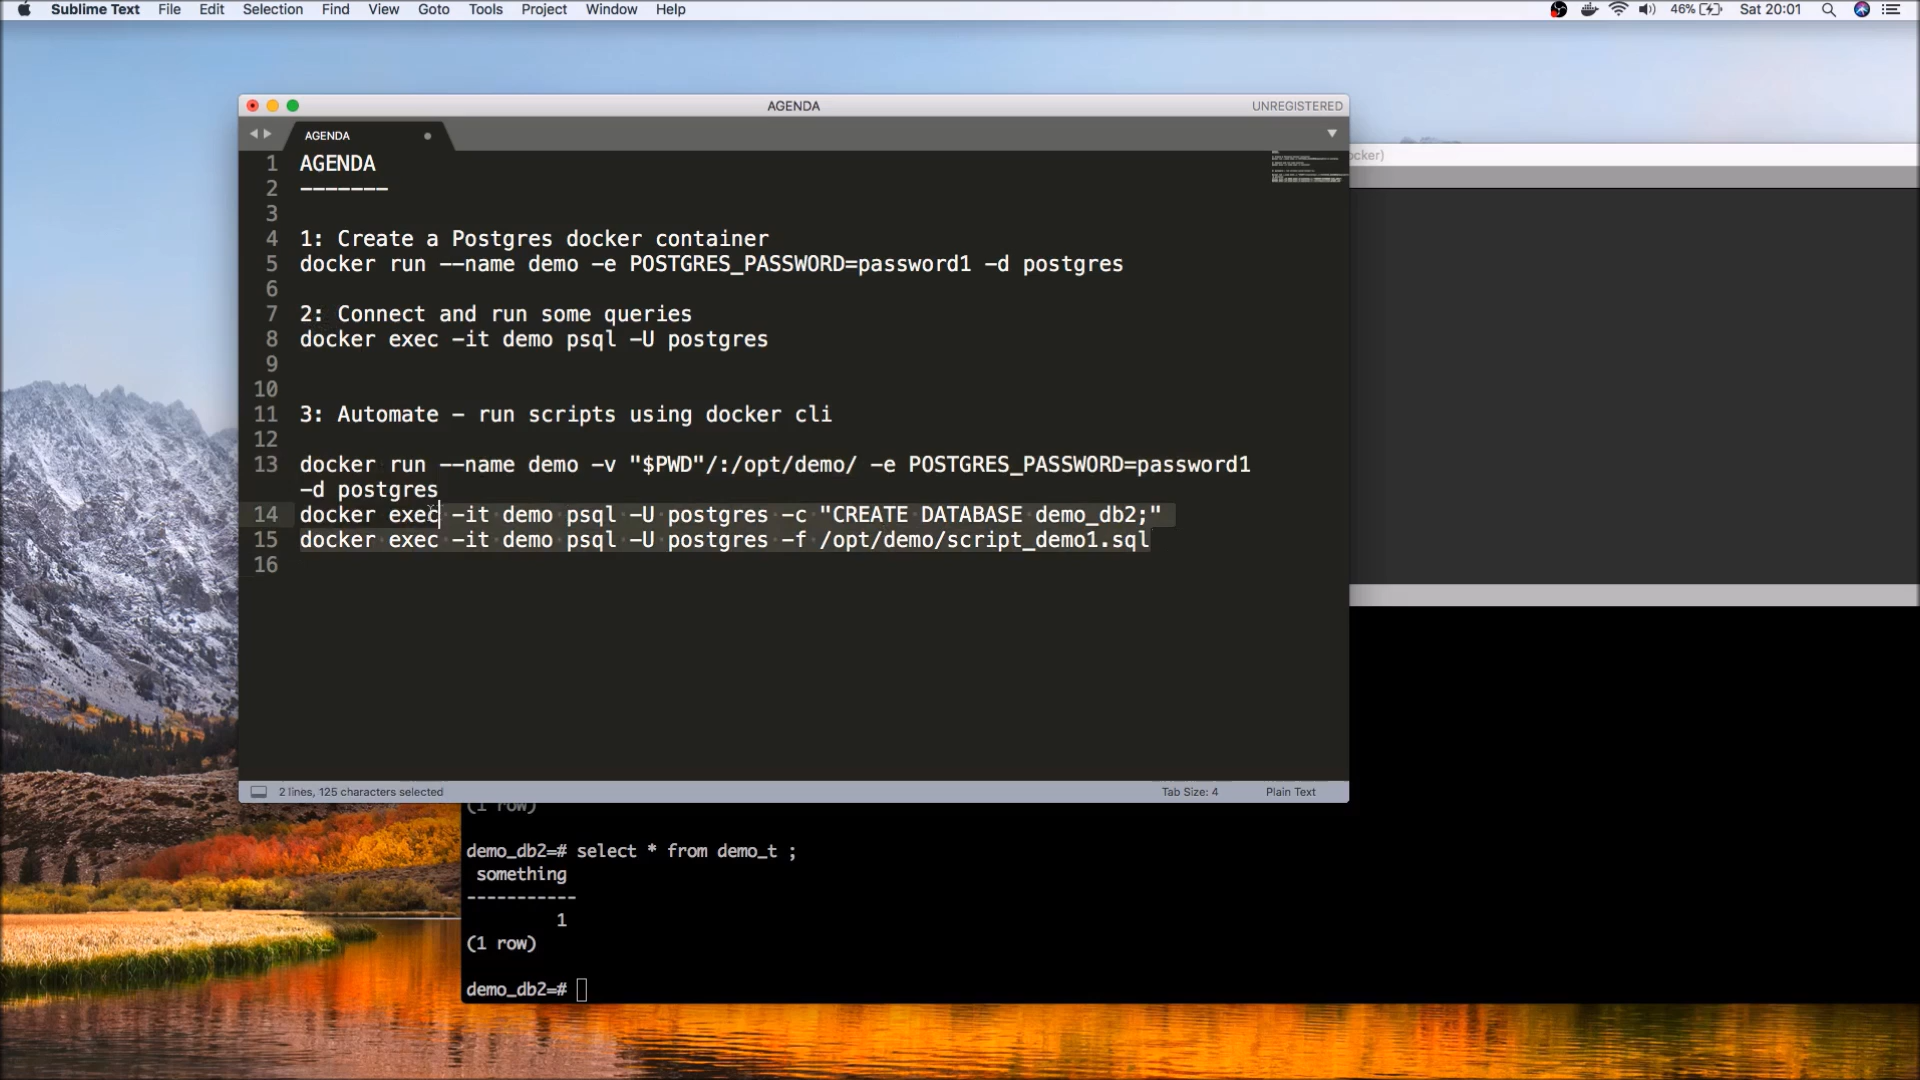 Sublime Text File Edit Selection Find View Goto Tools Project Window Help
46% Sat 20:01
AGENDA
UNREGISTERED
AGENDA
ocker)
1 AGENDA
2 -------
3
4 1: Create a Postgres docker container
5 docker run --name demo -e POSTGRES_PASSWORD=password1 -d postgres
6
7 2: Connect and run some queries
8 docker exec -it demo psql -U postgres
9
10
11 3: Automate - run scripts using docker cli
12
13 docker run --name demo -v "$PWD"/:/opt/demo/ -e POSTGRES_PASSWORD=password1
-d postgres
14 docker exec -it demo psql -U postgres -c "CREATE DATABASE demo_db2;"
15 docker exec -it demo psql -U postgres -f /opt/demo/script_demo1.sql
16
2 lines, 125 characters selected
Tab Size: 4
Plain Text
(1 row)
demo_db2=# select * from demo_t ;
something
-----------
1
(1 row)
demo_db2=#